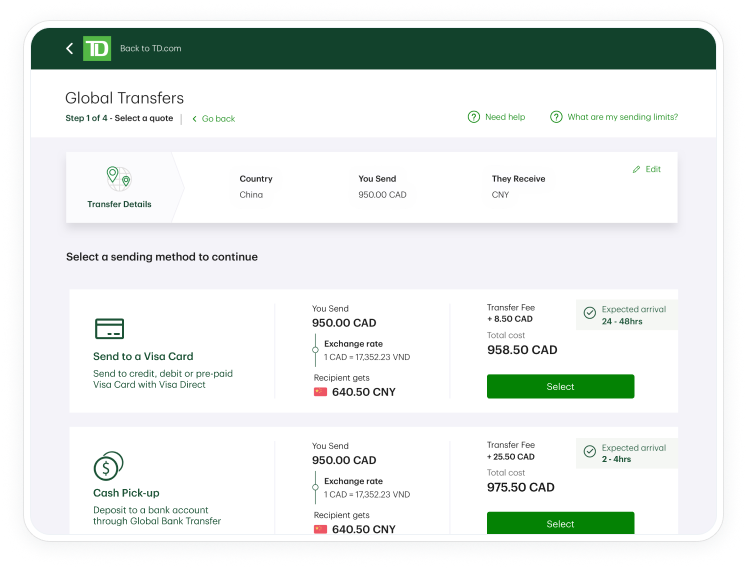 TD Back to TD.com
Global Transfers
Step 1 of 4 - Select a quote Go back
Need help What are my sending limits?
Transfer Details
Country
China
You Send
950.00 CAD
They Receive
CNY
Edit
Select a sending method to continue
Send to a Visa Card
Send to credit, debit or pre-paid
Visa Card with Visa Direct
You Send
950.00 CAD
Exchange rate
1 CAD = 17,352.23 VND
Recipient gets
640.50 CNY
Transfer Fee
+ 8.50 CAD
Total cost
958.50 CAD
Expected arrival
24 - 48hrs
Select
Cash Pick-up
Deposit to a bank account
through Global Bank Transfer
You Send
950.00 CAD
Exchange rate
1 CAD = 17,352.23 VND
Recipient gets
640.50 CNY
Transfer Fee
+ 25.50 CAD
Total cost
975.50 CAD
Expected arrival
2 - 4hrs
Select